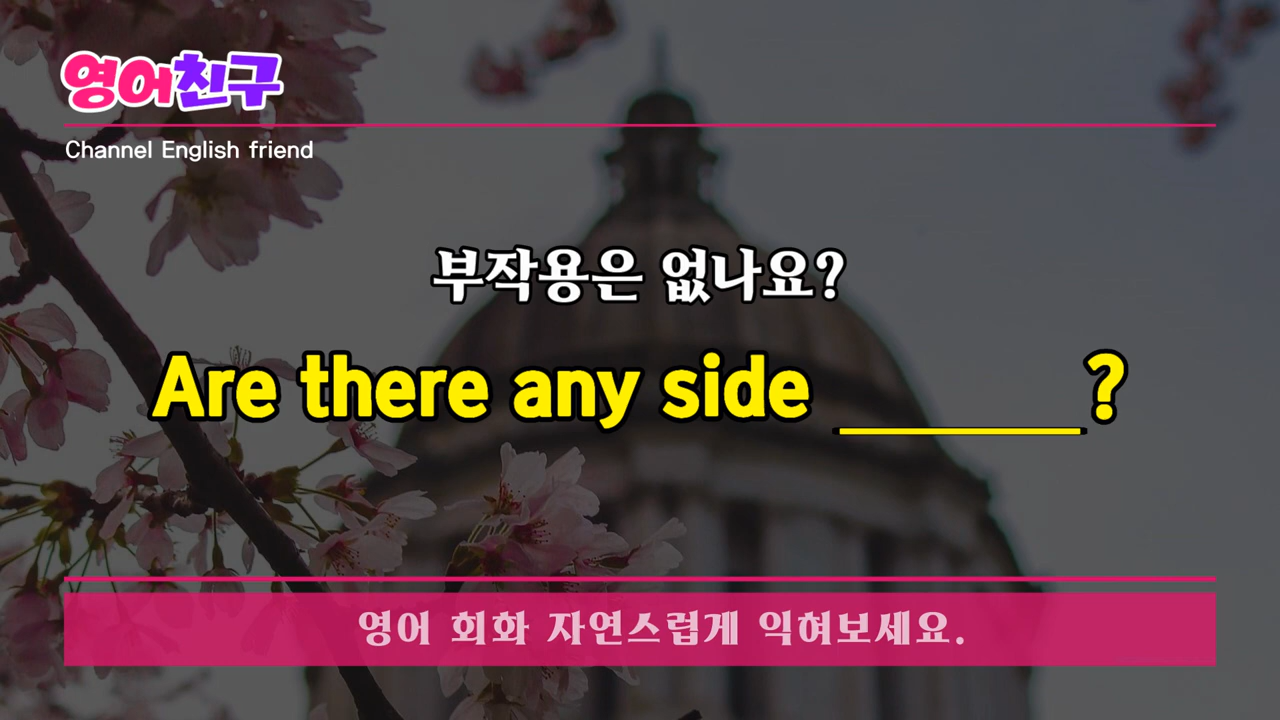 영어친구
Channel English friend
부작용은 없나요?
Are there any side ______?
영어 회화 자연스럽게 익혀보세요.